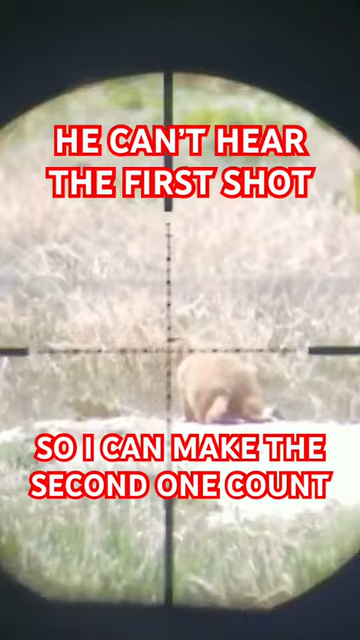 HE CAN'T HEAR
THE FIRST SHOT
SO I CAN MAKE THE
SECOND ONE COUNT